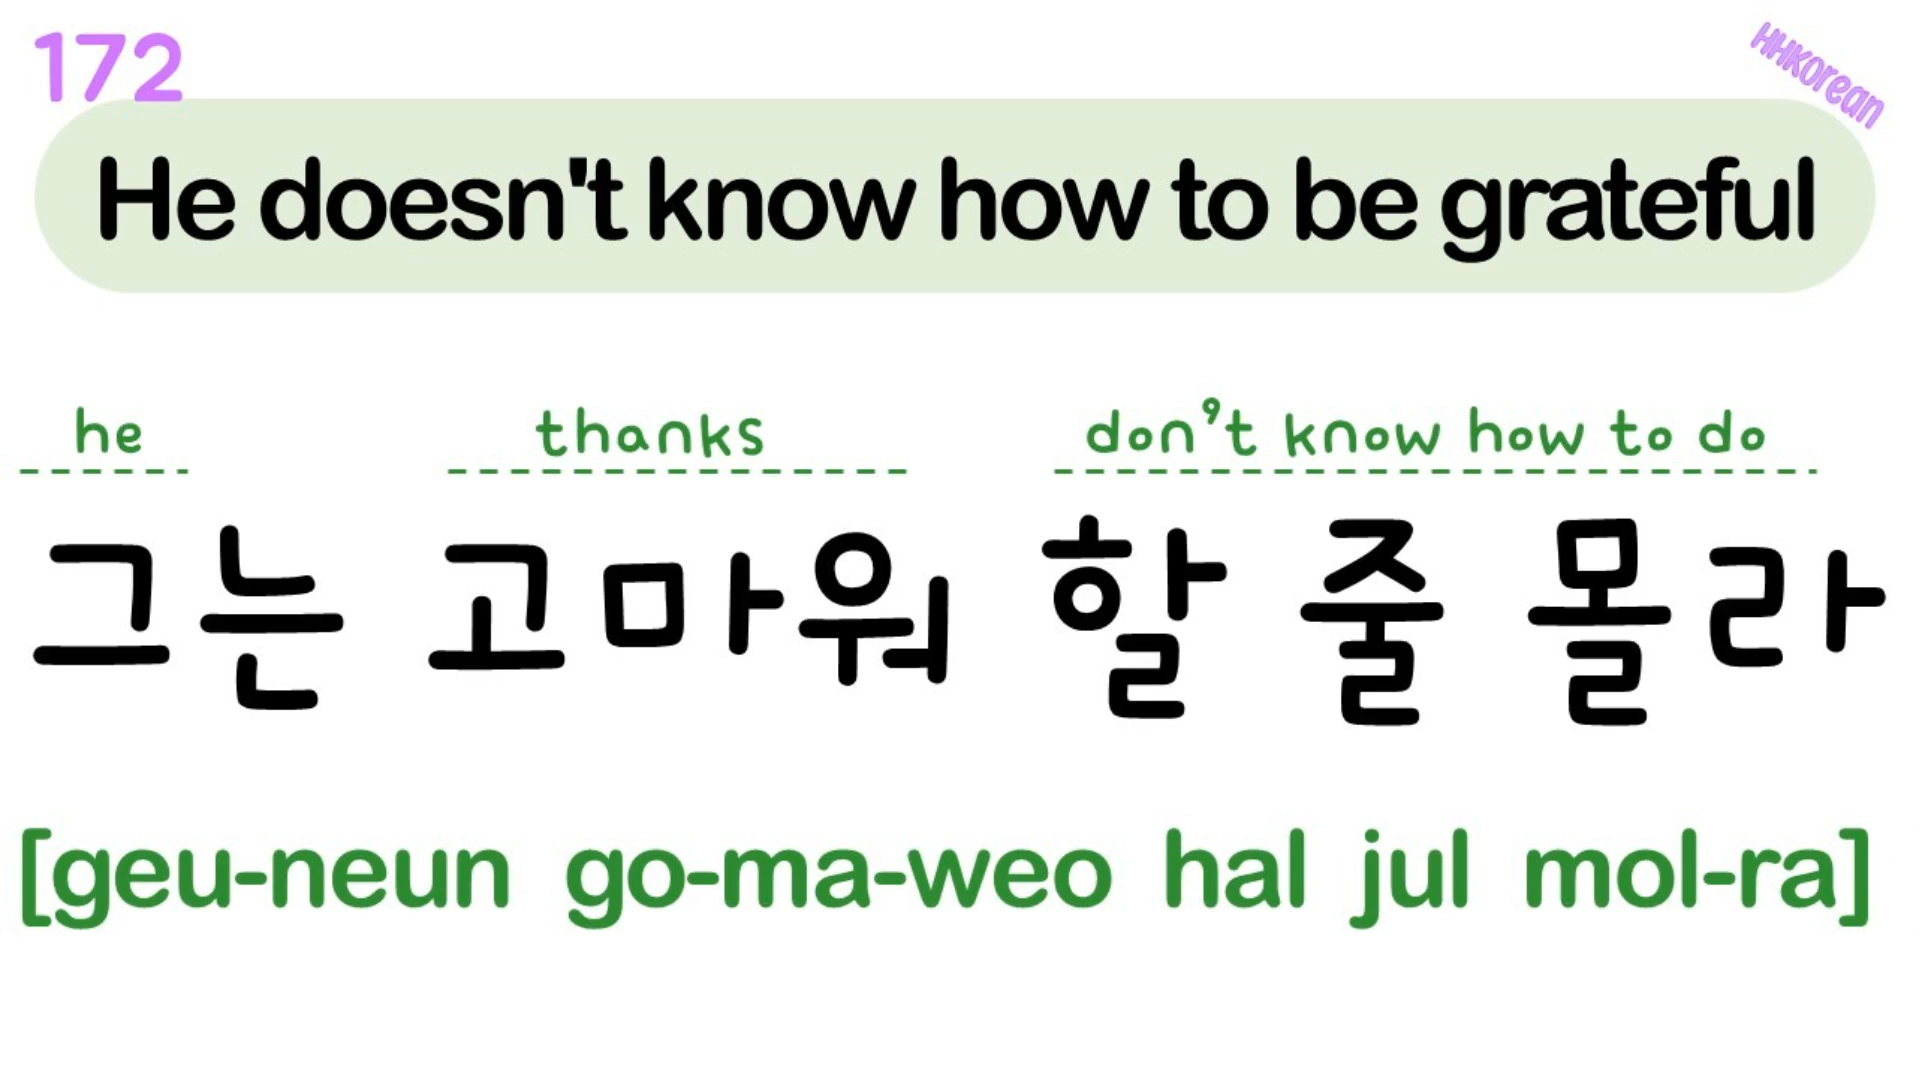 172
HHKorean
He doesn't know how to be grateful
he thanks don't know how to do
그는 고마워 할 줄 몰라
[geu-neun go-ma-weo hal jul mol-ra]